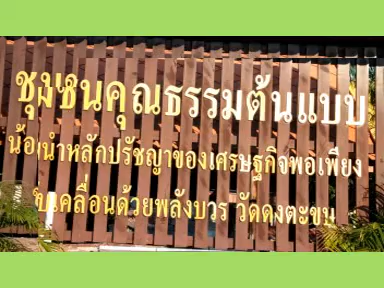 ชุมชนคุณธรรมต้นแบบ
น้อมนำหลักปรัชญาของเศรษฐกิจพอเพียง
ขับเคลื่อนด้วยพลังบวร วัดดงตะขบ